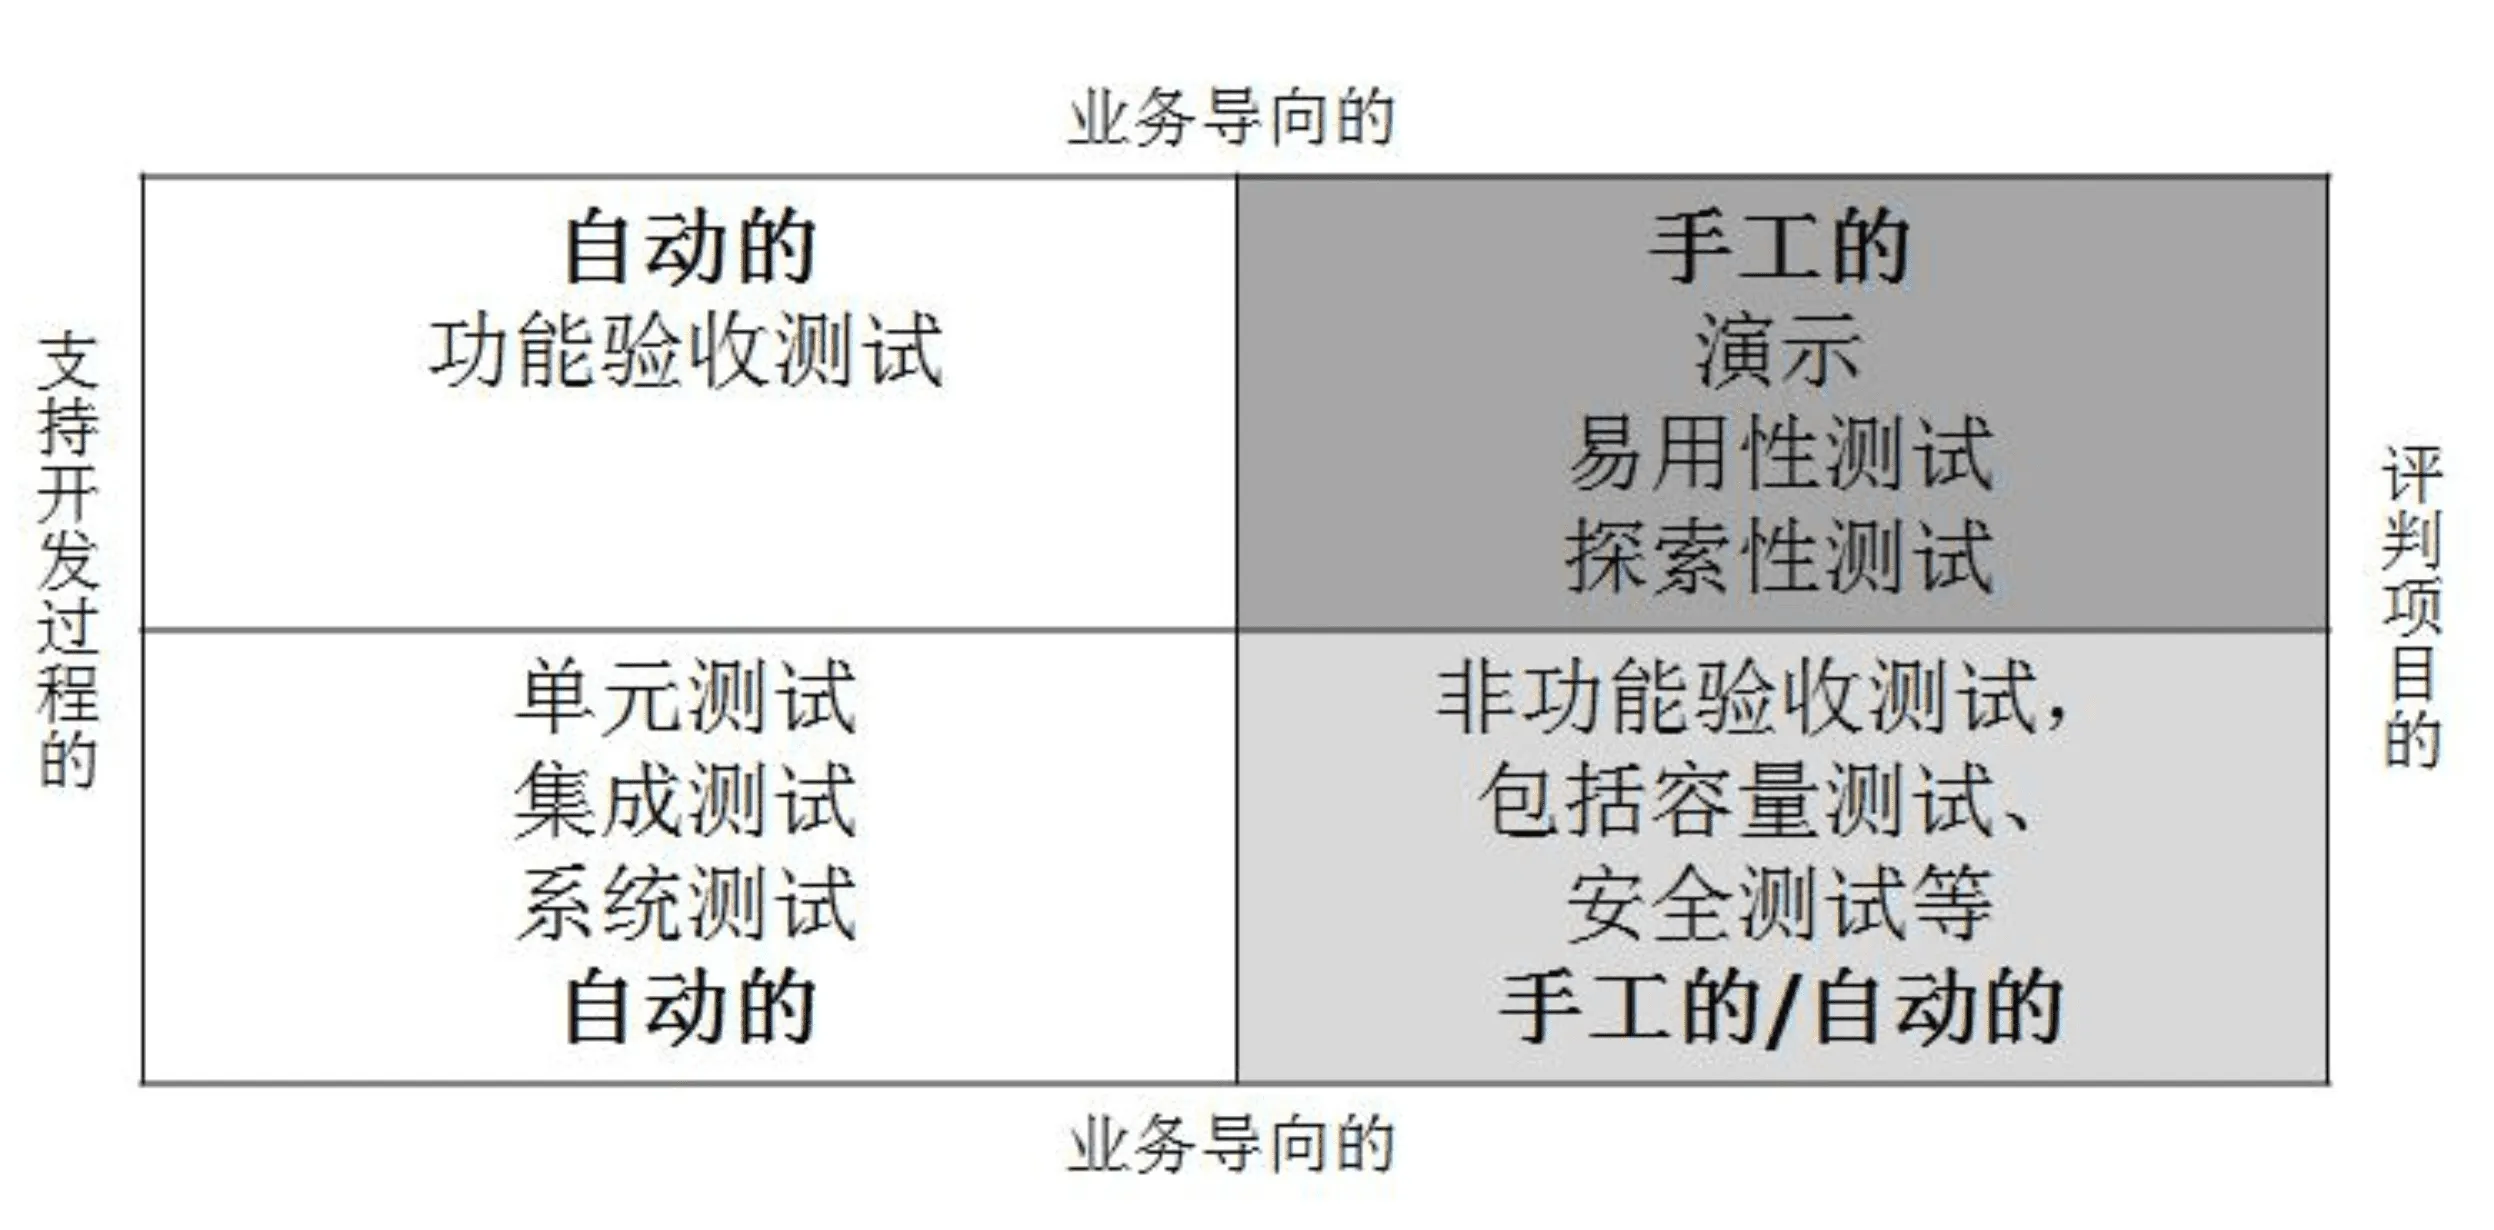 业务导向的
支持开发过程的
自动的
功能验收测试
手工的
演示
易用性测试
探索性测试
评判项目的
单元测试
集成测试
系统测试
自动的
非功能验收测试，
包括容量测试、
安全测试等
手工的/自动的
业务导向的